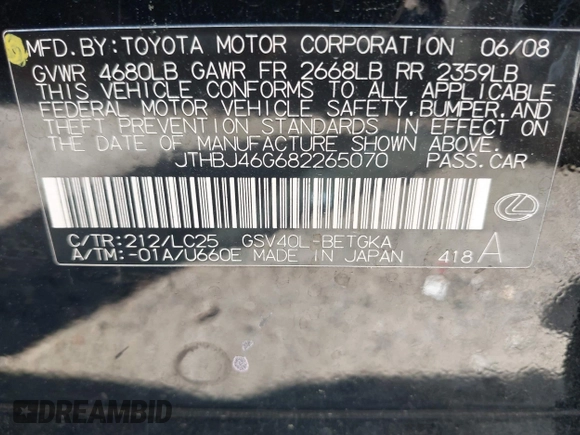 MFD. BY: TOYOTA MOTOR CORPORATION 06/08
GVWR 4680LB GAWR FR 2668LB RR 2359LB
THIS VEHICLE CONFORMS TO ALL APPLICABLE
FEDERAL MOTOR VEHICLE SAFETY, BUMPER, AND
THEFT PREVENTION STANDARDS IN EFFECT ON
THE DATE OF MANUFACTURE SHOWN ABOVE.
JTHBJ46G682265070 PASS. CAR
C/TR: 212/LC25 GSV40L-BETGKA
A/TM: -01A/U660E MADE IN JAPAN 418 A
DREAMBID